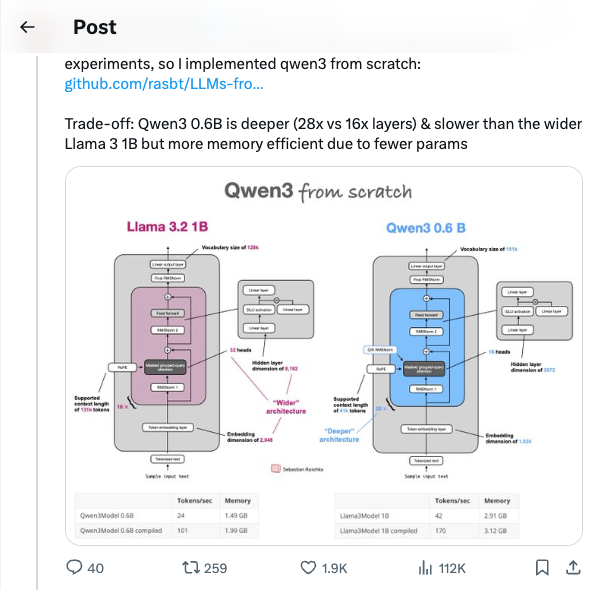 Post
experiments, so I implemented qwen3 from scratch:
github.com/rasbt/LLMs-fro...
Trade-off: Qwen3 0.6B is deeper (28x vs 16x layers) & slower than the wider
Llama 3 1B but more memory efficient due to fewer params
Qwen3 from scratch
Llama 3.2 1B
Vocabulary size of 128k
Linear output layer
Final RMSNorm
Feed forward
RMSNorm 2
Masked grouped-query
attention
RoPE
RMSNorm 1
Linear layer
SiLU activation
Linear layer
Linear layer
32 heads
Hidden layer
dimension of 8,192
Supported
context length
of 131k tokens
16 ×
"Wider"
architecture
Token embedding layer
Embedding
dimension of 2,048
Tokenized text
Sample input text
Sebastian Raschka
Qwen3 0.6 B
Vocabulary size of 151k
Linear output layer
Final RMSNorm
Feed forward
RMSNorm 2
Q/K RMSNorm
Masked grouped-query
attention
RoPE
RMSNorm 1
Linear layer
SiLU activation
Linear layer
Linear layer
16 heads
Hidden layer
dimension of 3072
Supported
context length
of 41k tokens
28 ×
"Deeper"
architecture
Token embedding layer
Embedding
dimension of 1,024
Tokenized text
Sample input text
Tokens/sec Memory
Qwen3Model 0.6B 24 1.49 GB
Qwen3Model 0.6B compiled 101 1.99 GB
Tokens/sec Memory
Llama3Model 1B 42 2.91 GB
Llama3Model 1B compiled 170 3.12 GB
40 259 1.9K 112K